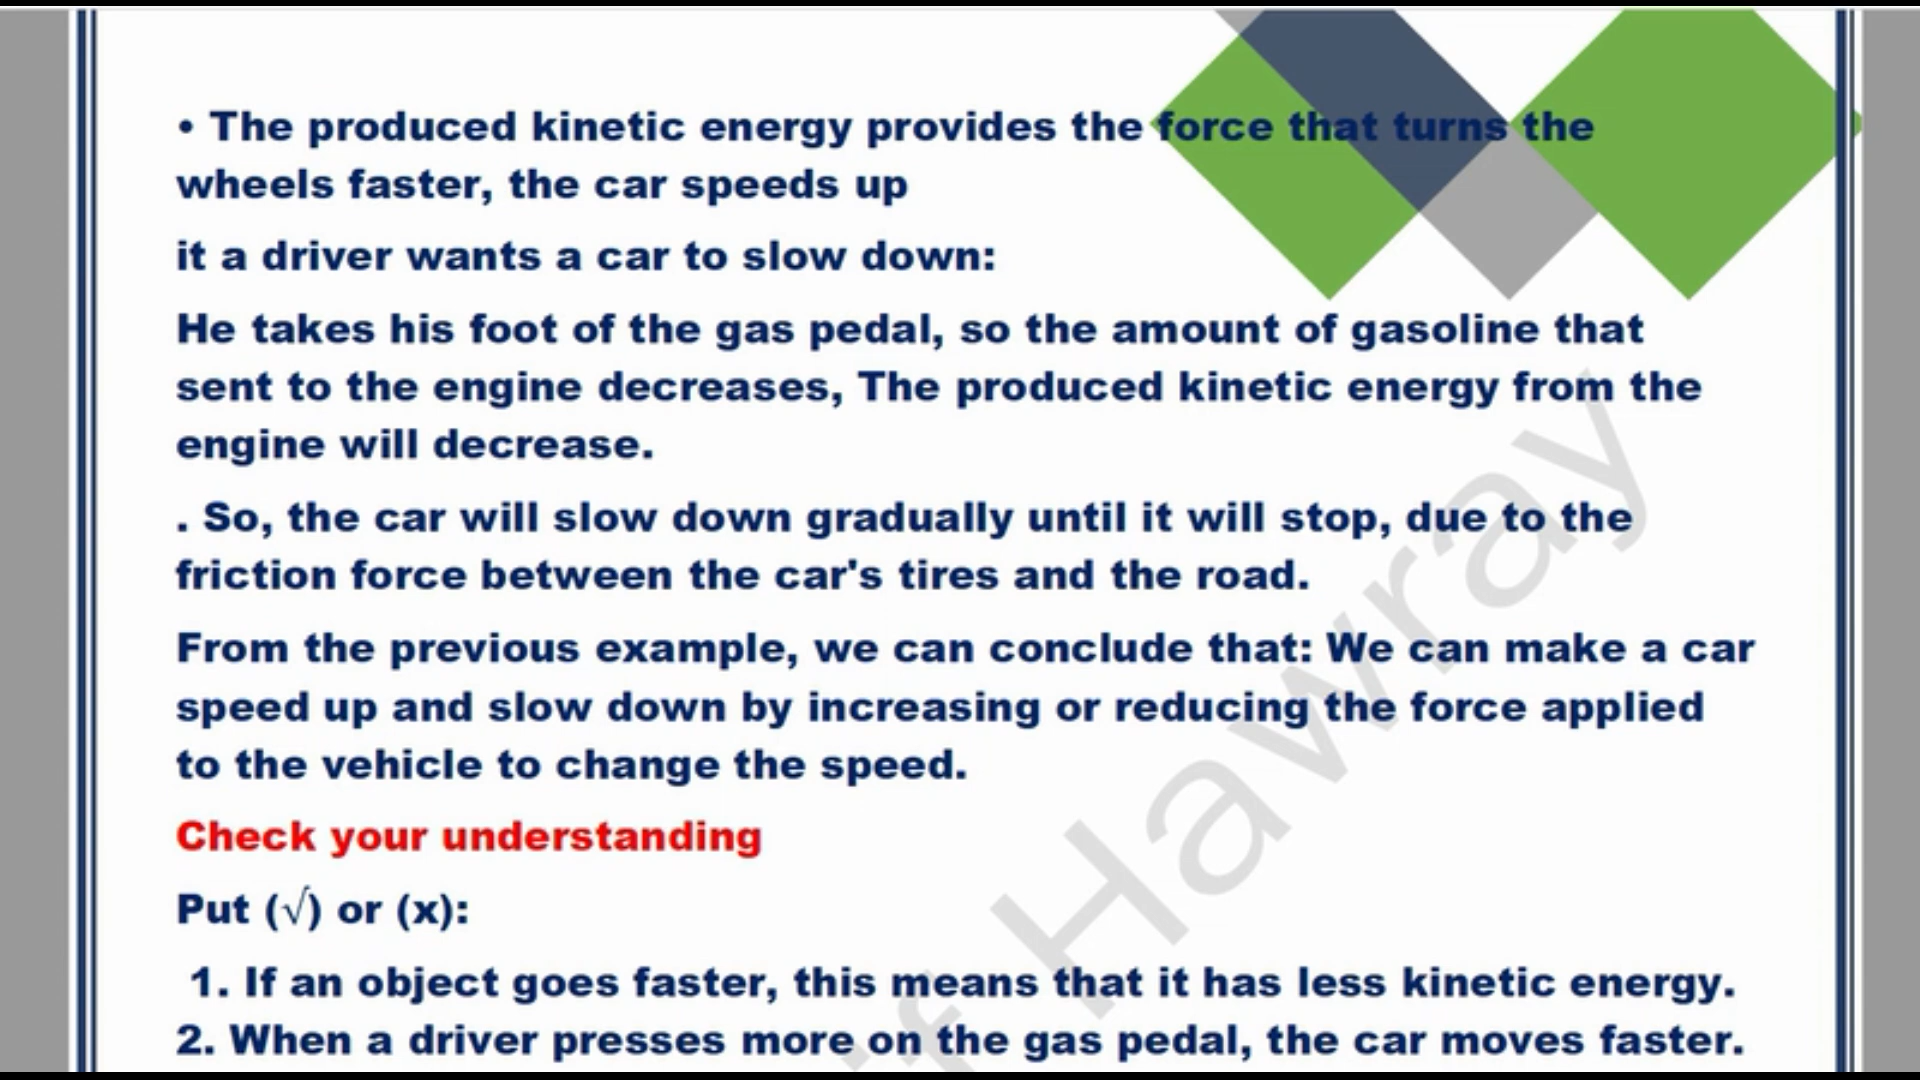 • The produced kinetic energy provides the force that turns the
wheels faster, the car speeds up
it a driver wants a car to slow down:
He takes his foot of the gas pedal, so the amount of gasoline that
sent to the engine decreases, The produced kinetic energy from the
engine will decrease.
. So, the car will slow down gradually until it will stop, due to the
friction force between the car's tires and the road.
From the previous example, we can conclude that: We can make a car
speed up and slow down by increasing or reducing the force applied
to the vehicle to change the speed.
Check your understanding
Put (√) or (x):
1. If an object goes faster, this means that it has less kinetic energy.
2. When a driver presses more on the gas pedal, the car moves faster.
Hawray